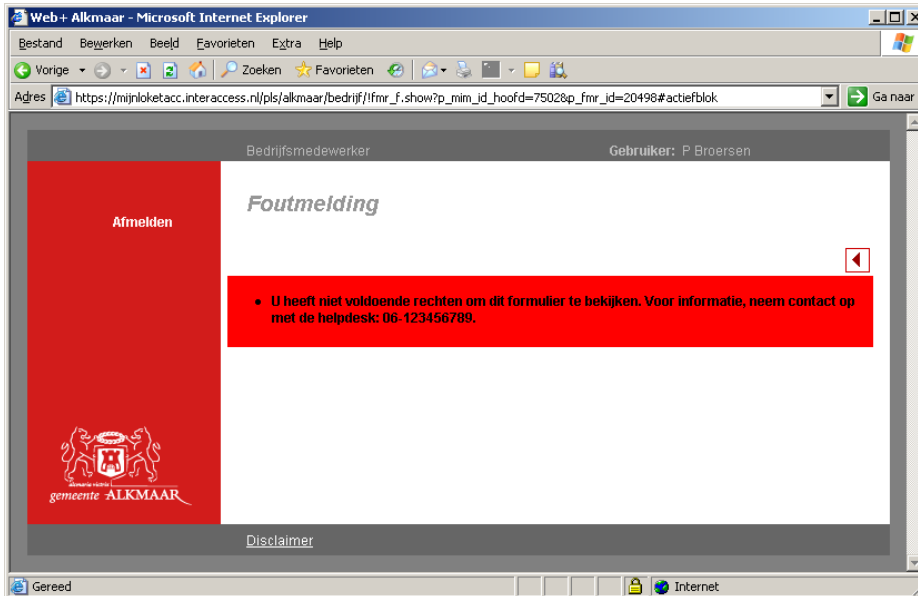 Web+ Alkmaar - Microsoft Internet Explorer
Bestand Bewerken Beeld Favorieten Extra Help
Vorige Zoeken Favorieten
Adres https://mijnloketacc.interaccess.nl/pls/alkmaar/bedrijf/!fmr_f.show?p_mim_id_hoofd=7502&p_fmr_id=20498#actiefblok Ga naar
Bedrijfsmedewerker Gebruiker: P Broersen
Afmelden
Foutmelding
• U heeft niet voldoende rechten om dit formulier te bekijken. Voor informatie, neem contact op
met de helpdesk: 06-123456789.
gemeente ALKMAAR
Disclaimer
Gereed Internet